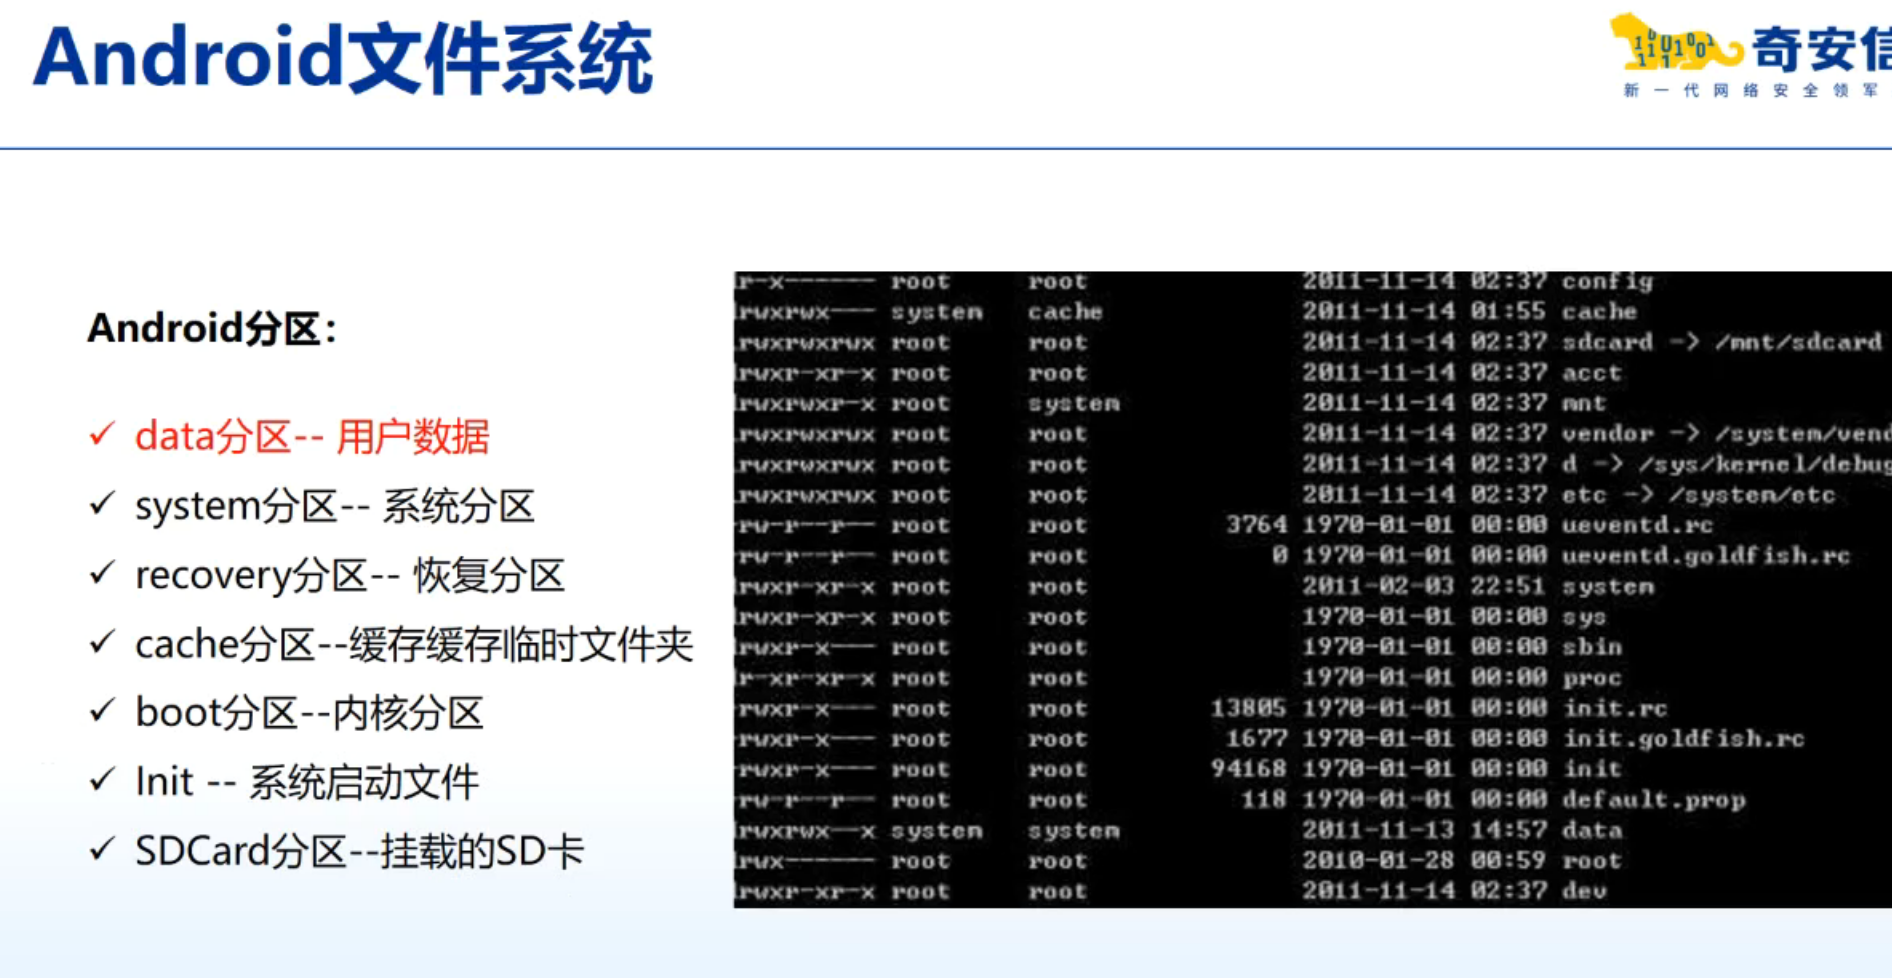 Android文件系统
奇安信
新一代网络安全领军
Android分区：
✓ data分区-- 用户数据
✓ system分区-- 系统分区
✓ recovery分区-- 恢复分区
✓ cache分区--缓存缓存临时文件夹
✓ boot分区--内核分区
✓ Init -- 系统启动文件
✓ SDCard分区--挂载的SD卡
r-x------ root root 2011-11-14 02:37 config
rwxrwx--- system cache 2011-11-14 01:55 cache
rwxrwxrwx root root 2011-11-14 02:37 sdcard -> /mnt/sdcard
rwxr-xr-x root root 2011-11-14 02:37 acct
rwxrwxr-x root system 2011-11-14 02:37 mnt
rwxrwxrwx root root 2011-11-14 02:37 vendor -> /system/vend
rwxrwxrwx root root 2011-11-14 02:37 d -> /sys/kernel/debug
rwxrwxrwx root root 2011-11-14 02:37 etc -> /system/etc
rw-r--r-- root root 3764 1970-01-01 00:00 ueventd.rc
rw-r--r-- root root 0 1970-01-01 00:00 ueventd.goldfish.rc
rwxr-xr-x root root 2011-02-03 22:51 system
rwxr-xr-x root root 1970-01-01 00:00 sys
rwxr-x--- root root 1970-01-01 00:00 sbin
r-xr-xr-x root root 1970-01-01 00:00 proc
rwxr-x--- root root 13805 1970-01-01 00:00 init.rc
rwxr-x--- root root 1677 1970-01-01 00:00 init.goldfish.rc
rwxr-x--- root root 94168 1970-01-01 00:00 init
rw-r--r-- root root 118 1970-01-01 00:00 default.prop
rwxrwx--x system system 2011-11-13 14:57 data
rwx------ root root 2010-01-28 00:59 root
rwxr-xr-x root root 2011-11-14 02:37 dev